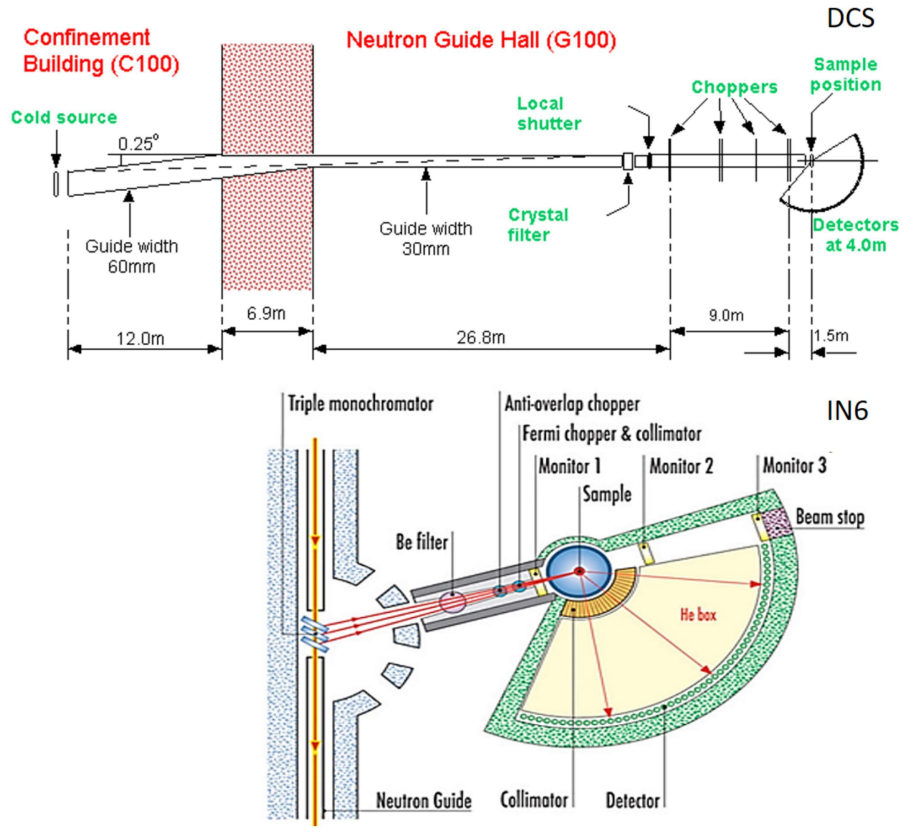 DCS
Confinement
Building (C100)
Neutron Guide Hall (G100)
Cold source
0.25°
Local
shutter
Choppers
Sample
position
Guide width
60mm
Guide width
30mm
Crystal
filter
Detectors
at 4.0m
12.0m
6.9m
26.8m
9.0m
1.5m
IN6
Triple monochromator
Anti-overlap chopper
Fermi chopper & collimator
Monitor 1
Monitor 2
Monitor 3
Sample
Beam stop
Be filter
He box
Neutron Guide
Collimator
Detector